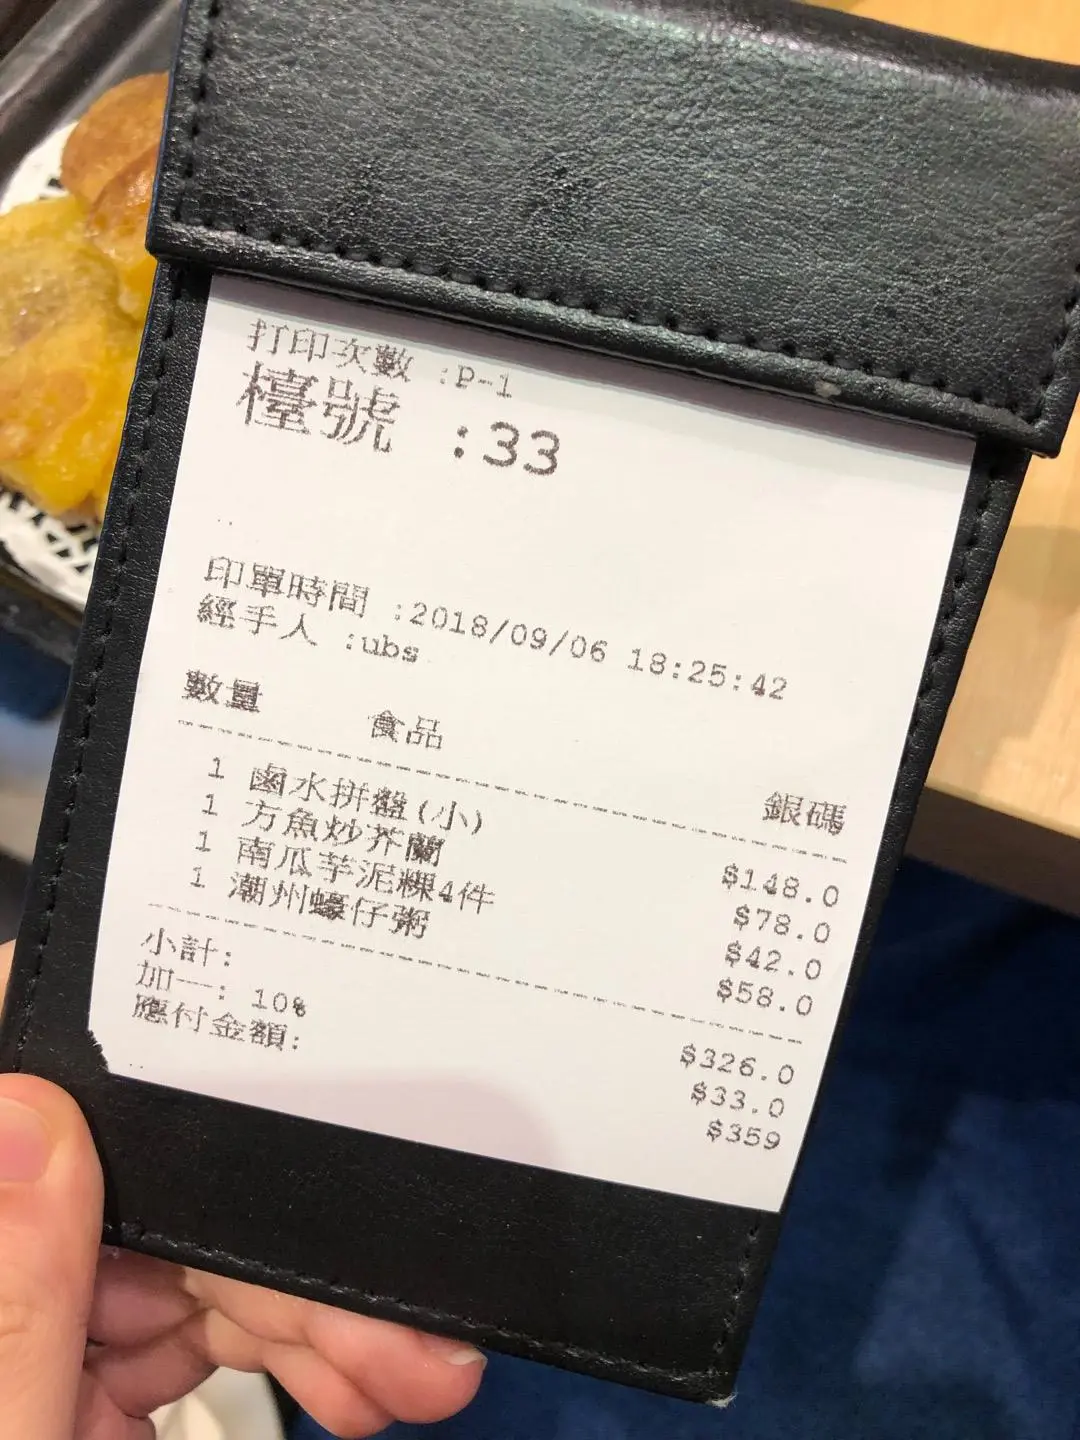 打印次數 :P-1
檯號 :33
印單時間 :2018/09/06 18:25:42
經手人 :ubs
數量 食品 銀碼
1 鹵水拼盤(小) $148.0
1 方魚炒芥蘭 $78.0
1 南瓜芋泥粿4件 $42.0
1 潮州蠔仔粥 $58.0
小計: $326.0
加一: 10% $33.0
應付金額: $359